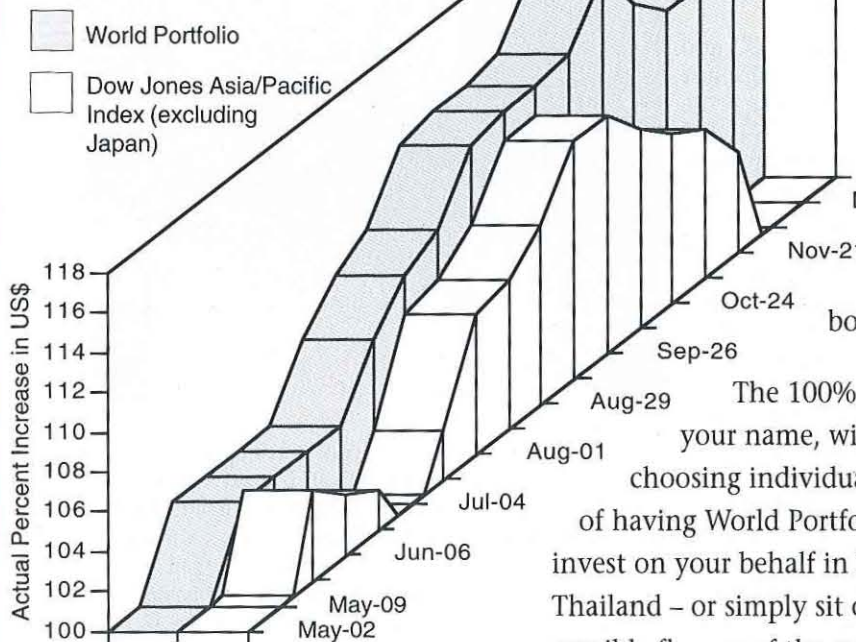 World Portfolio
Dow Jones Asia/Pacific
Index (excluding
Japan)
Actual Percent Increase in US$
118
116
114
112
110
108
106
104
102
100
May-02
May-09
Jun-06
Jul-04
Aug-01
Aug-29
Sep-26
Oct-24
Nov-21
The 100%
your name, wi
choosing individua
of having World Portfo
invest on your behalf in
Thailand – or simply sit